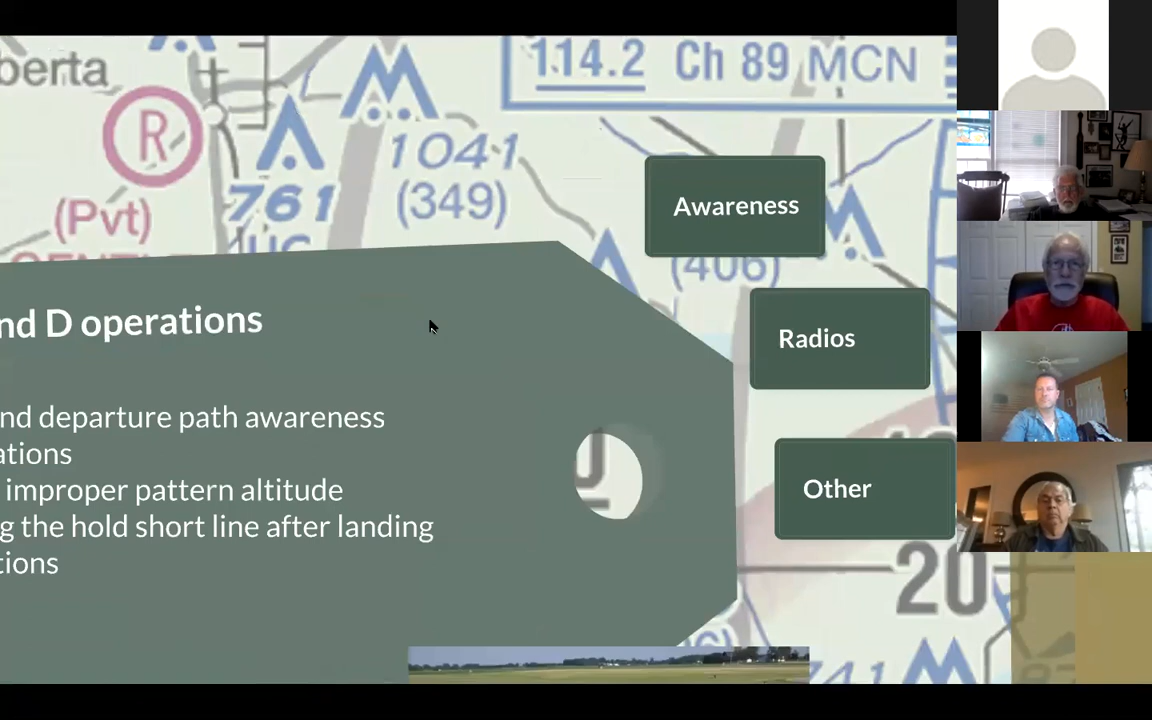 berta
114.2 Ch 89 MCN
R
1041
(349)
761
(Pvt)
Awareness
(406)
nd D operations
Radios
nd departure path awareness
ations
improper pattern altitude
g the hold short line after landing
tions
Other
20
741